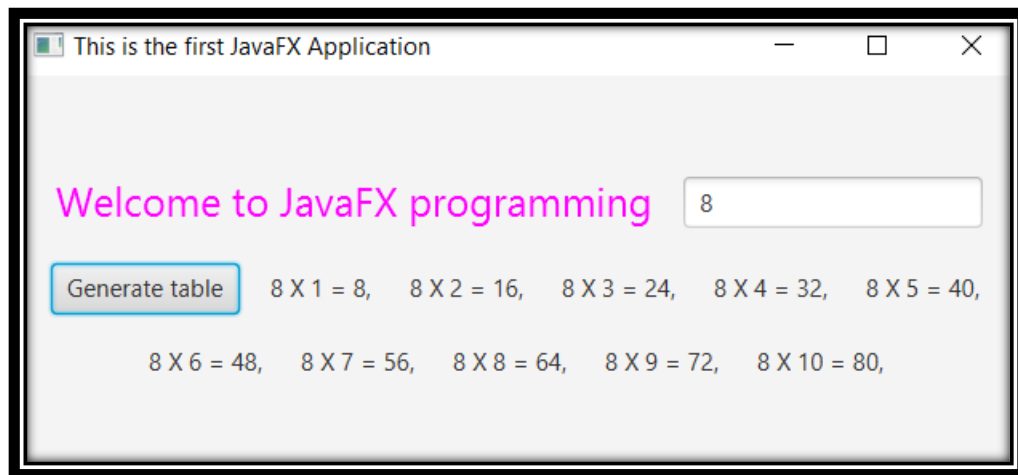 This is the first JavaFX Application
Welcome to JavaFX programming 8
Generate table 8 X 1 = 8, 8 X 2 = 16, 8 X 3 = 24, 8 X 4 = 32, 8 X 5 = 40,
8 X 6 = 48, 8 X 7 = 56, 8 X 8 = 64, 8 X 9 = 72, 8 X 10 = 80,